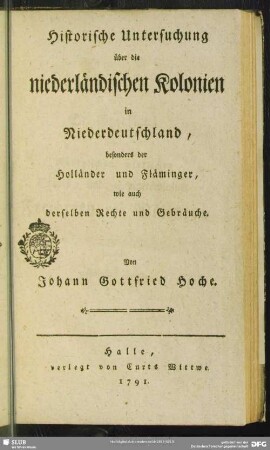 Historische Untersuchung
über die
niederländischen Kolonien
in
Niederdeutschland,
besonders der
Holländer und Fläminger,
wie auch
derselben Rechte und Gebräuche.
Von
Johann Gottfried Hoche.
Halle,
verlegt von Curts Wittwe.
1791.
SLUB